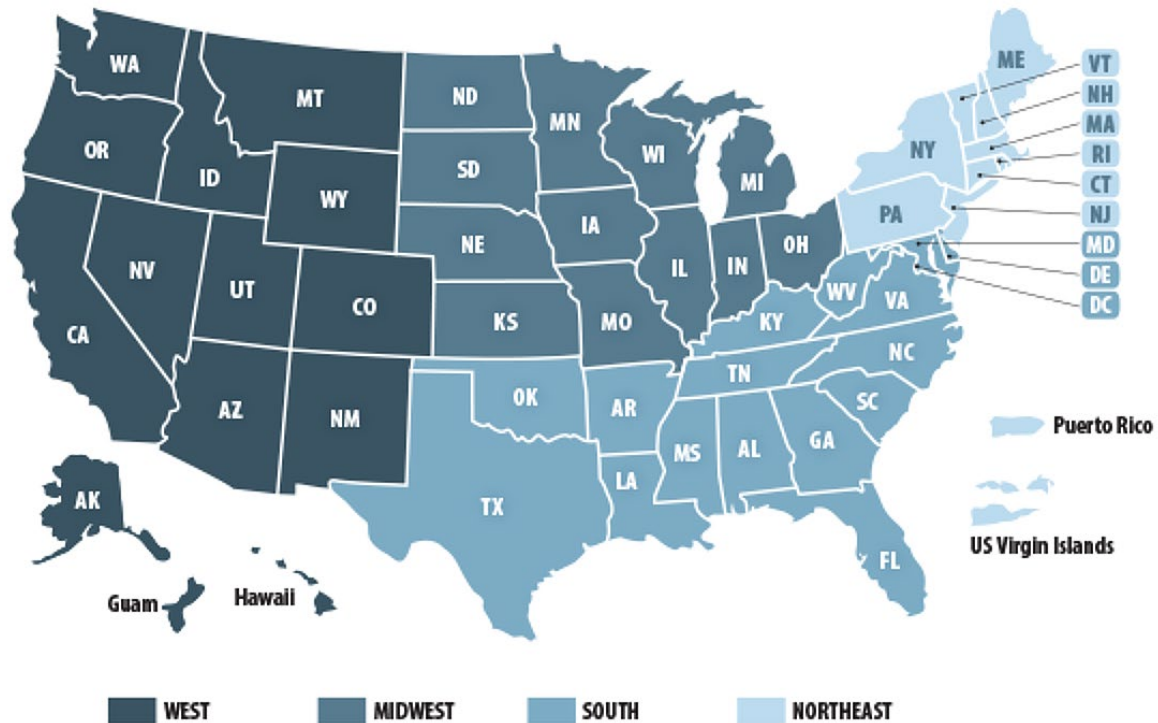 WA
MT
ND
MN
ME
VT
NH
MA
RI
CT
NJ
MD
DE
DC
OR
ID
WY
SD
WI
MI
NY
PA
NV
UT
CO
NE
IA
IL
IN
OH
CA
KS
MO
KY
WV
VA
AZ
NM
OK
AR
TN
NC
SC
TX
LA
MS
AL
GA
FL
AK
Guam
Hawaii
Puerto Rico
US Virgin Islands
WEST
MIDWEST
SOUTH
NORTHEAST